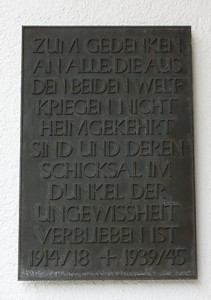 ZUM GEDENKEN
AN ALLE, DIE AUS
DEN BEIDEN WELT-
KRIEGEN NICHT
HEIMGEKEHRT
SIND UND DEREN
SCHICKSAL IM
DUNKEL DER
UNGEWISSHEIT
VERBLIEBEN IST
1914/18 + 1939/45